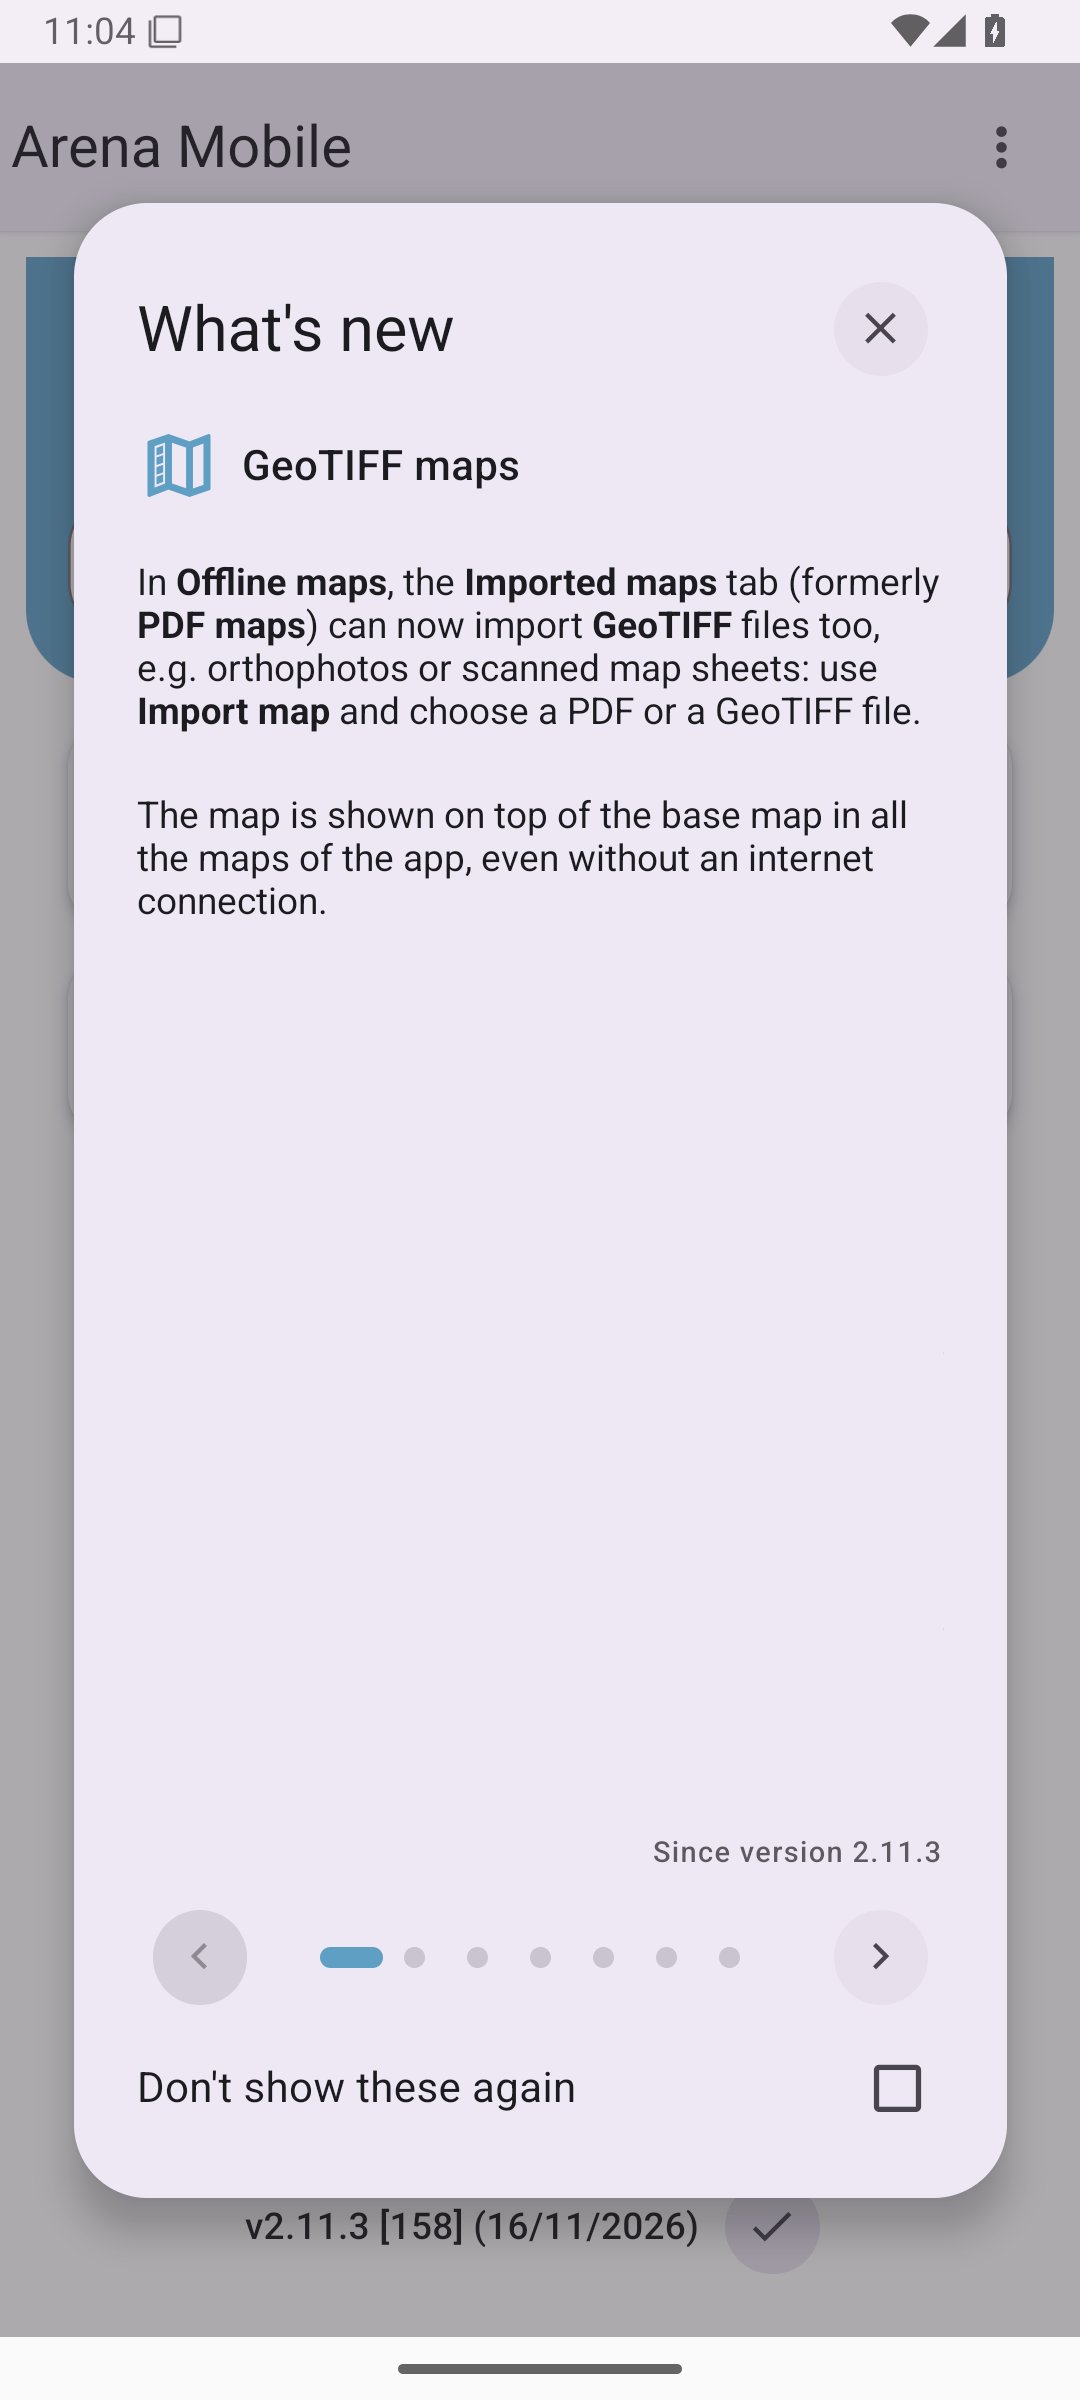 11:04
Arena Mobile
What's new
GeoTIFF maps
In Offline maps, the Imported maps tab (formerly
PDF maps) can now import GeoTIFF files too,
e.g. orthophotos or scanned map sheets: use
Import map and choose a PDF or a GeoTIFF file.
The map is shown on top of the base map in all
the maps of the app, even without an internet
connection.
Since version 2.11.3
Don't show these again
v2.11.3 [158] (16/11/2026)